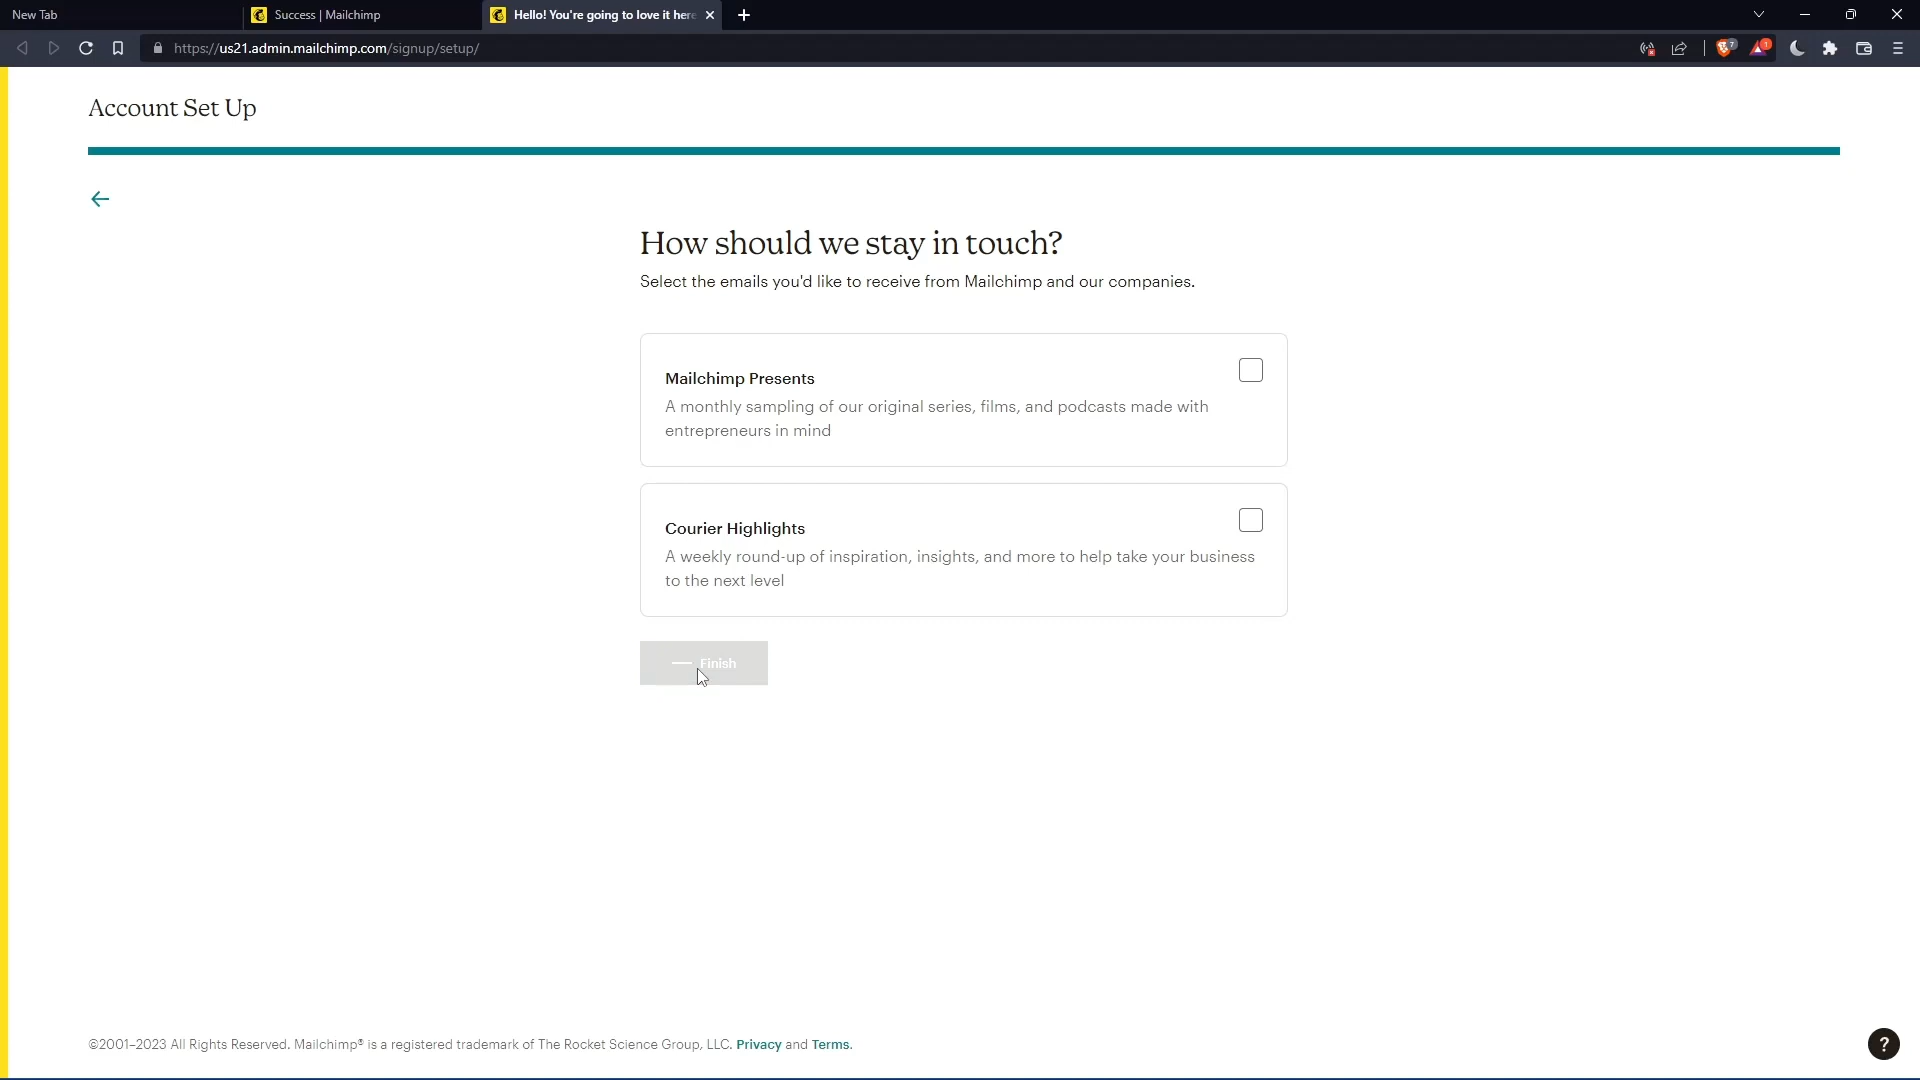 New Tab
Success | Mailchimp
Hello! You're going to love it here
https://us21.admin.mailchimp.com/signup/setup/
7
1
Account Set Up
How should we stay in touch?
Select the emails you'd like to receive from Mailchimp and our companies.
Mailchimp Presents
A monthly sampling of our original series, films, and podcasts made with
entrepreneurs in mind
Courier Highlights
A weekly round-up of inspiration, insights, and more to help take your business
to the next level
Finish
©2001–2023 All Rights Reserved. Mailchimp® is a registered trademark of The Rocket Science Group, LLC. Privacy and Terms.
?